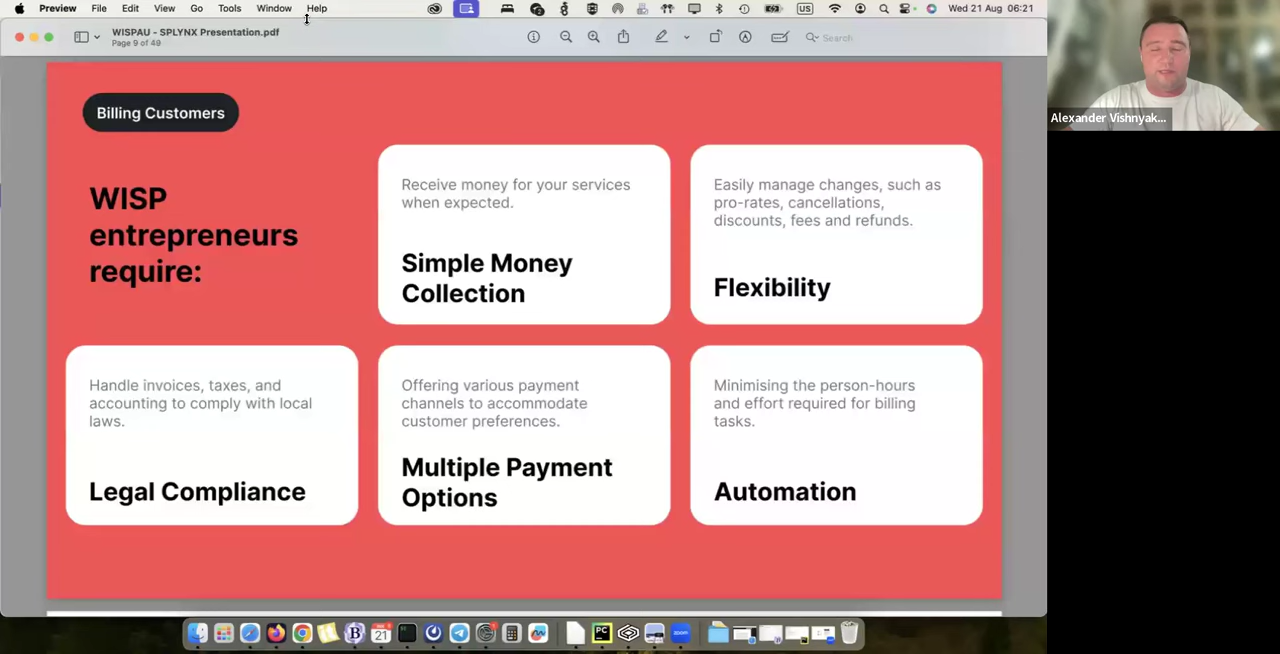 Preview File Edit View Go Tools Window Help
US
Wed 21 Aug 06:21
WISPAU - SPLYNX Presentation.pdf
Page 9 of 49
Search
Alexander Vishnyak...
Billing Customers
WISP
entrepreneurs
require:
Receive money for your services
when expected.
Simple Money
Collection
Easily manage changes, such as
pro-rates, cancellations,
discounts, fees and refunds.
Flexibility
Handle invoices, taxes, and
accounting to comply with local
laws.
Legal Compliance
Offering various payment
channels to accommodate
customer preferences.
Multiple Payment
Options
Minimising the person-hours
and effort required for billing
tasks.
Automation
21
PC
zoom